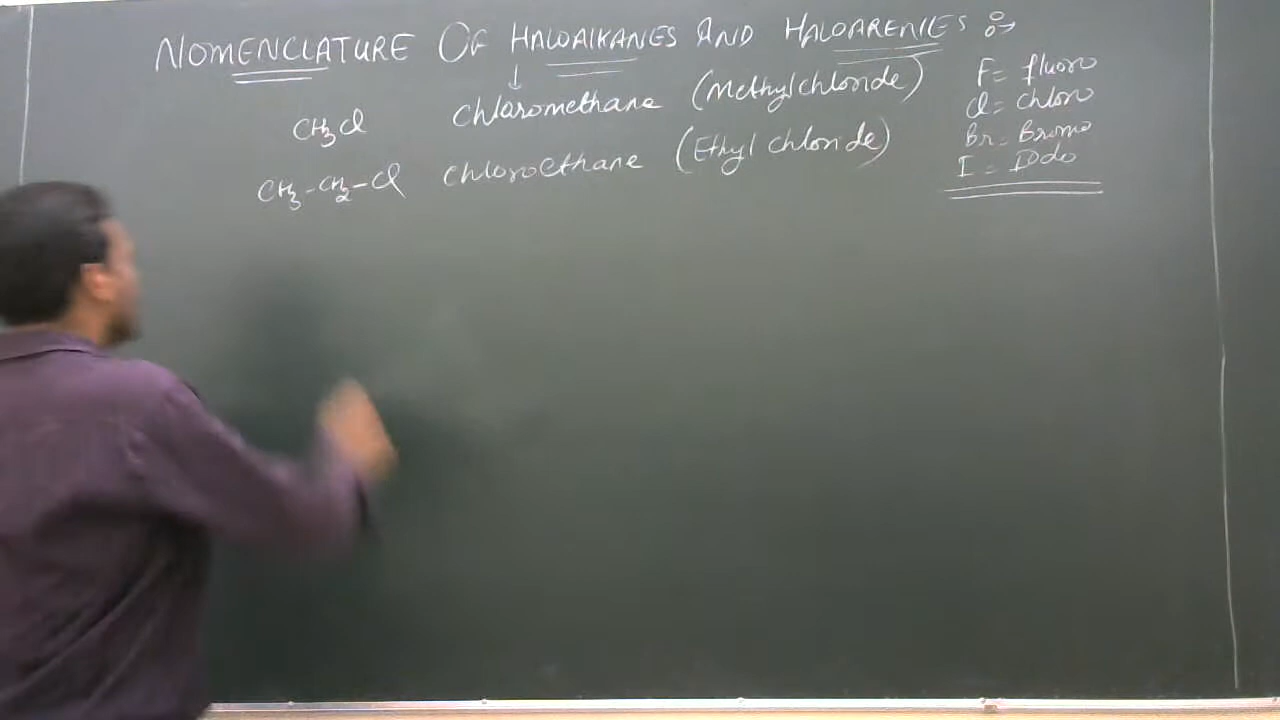 NOMENCLATURE OF HALOALKANES AND HALOARENES :→
↓
CH₃Cl chloromethane (Methylchloride)
CH₃-CH₂-Cl chloroethane (Ethyl chloride)
F = fluoro
Cl = chloro
Br = Bromo
I = IOdo